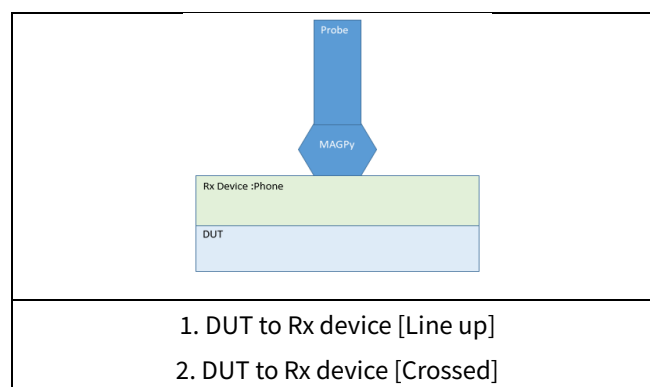 Probe
MAGPy
Rx Device :Phone
DUT
1. DUT to Rx device [Line up]
2. DUT to Rx device [Crossed]